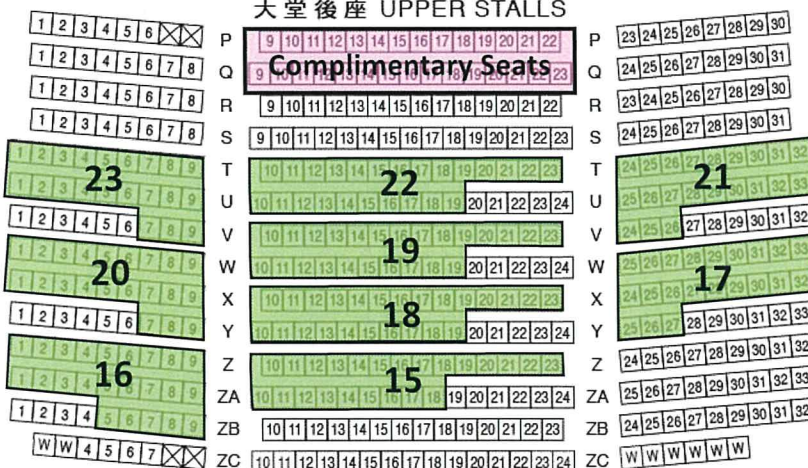 大堂後座 UPPER STALLS
1 2 3 4 5 6 P 9 10 11 12 13 14 15 16 17 18 19 20 21 22 P 23 24 25 26 27 28 29 30
1 2 3 4 5 6 7 8 Q 9 23 Q 24 25 26 27 28 29 30 31
Complimentary Seats
1 2 3 4 5 6 7 8 R 9 10 11 12 13 14 15 16 17 18 19 20 21 22 R 23 24 25 26 27 28 29 30
1 2 3 4 5 6 7 8 S 9 10 11 12 13 14 15 16 17 18 19 20 21 22 23 S 24 25 26 27 28 29 30 31
1 2 3 4 7 8 9 T 10 11 12 13 14 15 16 17 18 19 20 21 22 23 T 24 25 26 27 29 30 31 32
23 22 21
1 2 3 6 7 8 9 U 10 11 12 13 14 15 17 18 19 20 21 22 23 24 U 25 26 27 28 30 31 32
1 2 3 4 5 6 7 8 9 V 10 11 12 13 14 15 16 17 18 19 20 21 22 23 V 24 25 26 27 28 29 30 31 32
19
1 2 3 4 5 6 7 8 9 W 10 11 12 13 14 15 17 18 19 20 21 22 23 24 W 25 26 27 28 29 30 31 32
20 17
1 2 3 4 5 6 7 8 9 X 10 11 12 13 14 15 16 17 18 19 20 21 22 23 X 24 25 26 27 30 31 32
18
1 2 3 4 5 6 7 8 9 Y 10 11 12 13 14 15 17 18 19 20 21 22 23 24 Y 25 26 27 28 29 30 31 32 33
1 2 3 4 5 6 7 8 9 Z 10 11 12 13 14 15 16 17 18 19 20 21 22 23 Z 24 25 26 27 28 29 30 31 32
16 15
1 2 3 4 6 7 8 9 ZA 10 11 12 13 14 15 17 18 19 20 21 22 23 24 ZA 25 26 27 28 29 30 31 32 33
1 2 3 4 5 6 7 8 9 ZB 10 11 12 13 14 15 16 17 18 19 20 21 22 23 ZB 24 25 26 27 28 29 30 31 32
W W 4 5 6 7 ZC 10 11 12 13 14 15 16 17 18 19 20 21 22 23 24 ZC W W W W W W